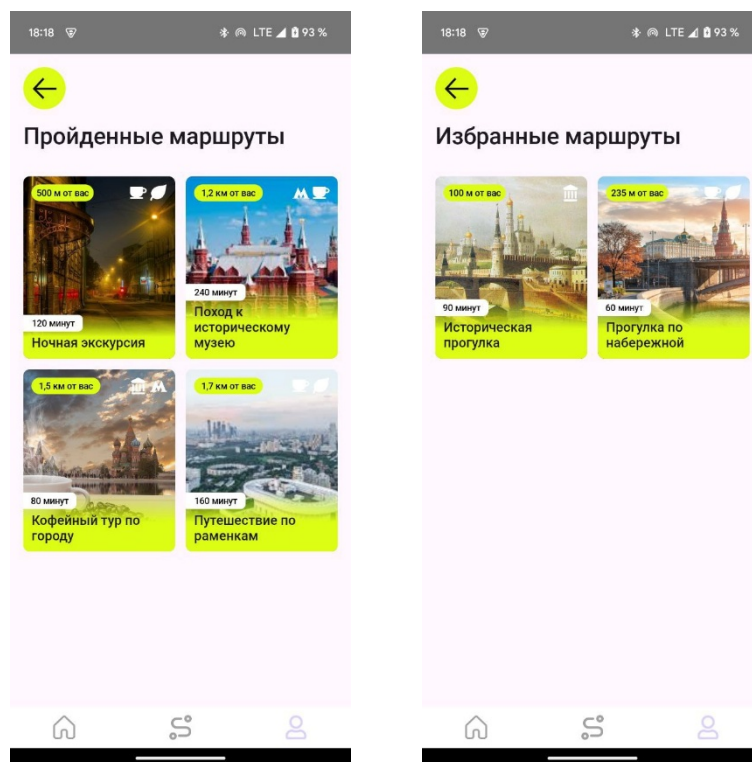 18:18
LTE 93 %
Пройденные маршруты
500 м от вас
120 минут
Ночная экскурсия
1,2 км от вас
240 минут
Поход к
историческому
музею
1,5 км от вас
80 минут
Кофейный тур по
городу
1,7 км от вас
160 минут
Путешествие по
раменкам
18:18
LTE 93 %
Избранные маршруты
100 м от вас
90 минут
Историческая
прогулка
235 м от вас
60 минут
Прогулка по
набережной